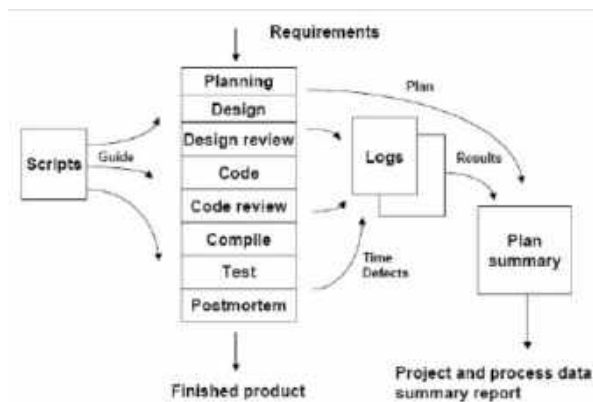 Requirements
Planning
Design
Design review
Code
Code review
Compile
Test
Postmortem
Scripts
Guide
Plan
Logs
Results
Time
Defects
Plan
summary
Finished product
Project and process data
summary report